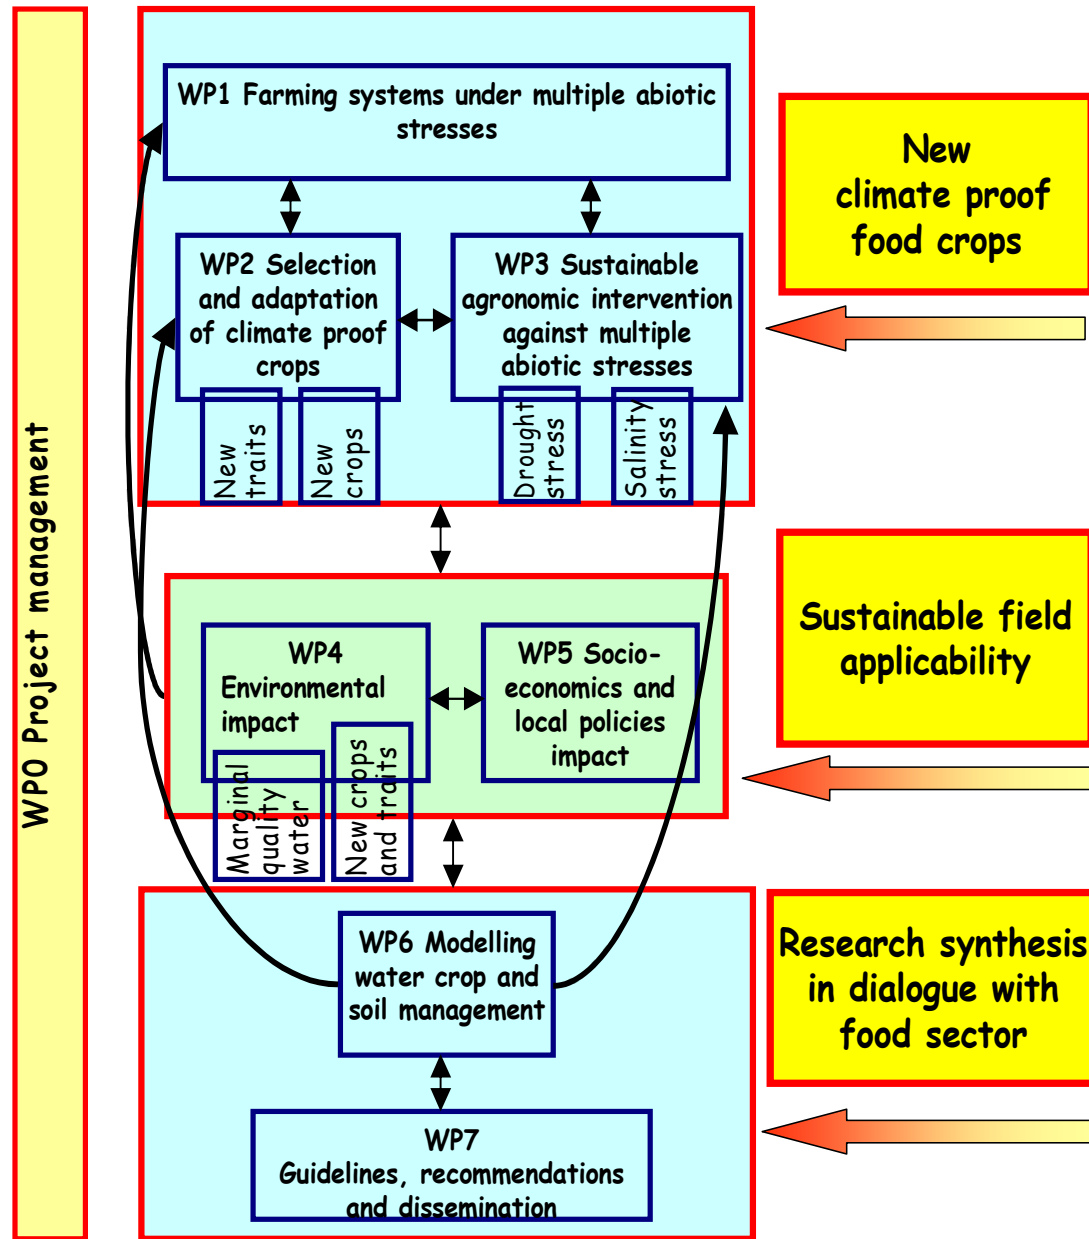 WP0 Project management
WP1 Farming systems under multiple abiotic
stresses
WP2 Selection
and adaptation
of climate proof
crops
WP3 Sustainable
agronomic intervention
against multiple
abiotic stresses
New
traits
New
crops
Drought
stress
Salinity
stress
New
climate proof
food crops
WP4
Environmental
impact
WP5 Socio-
economics and
local policies
impact
Marginal
quality
water
New crops
and traits
Sustainable field
applicability
WP6 Modelling
water crop and
soil management
WP7
Guidelines, recommendations
and dissemination
Research synthesis
in dialogue with
food sector